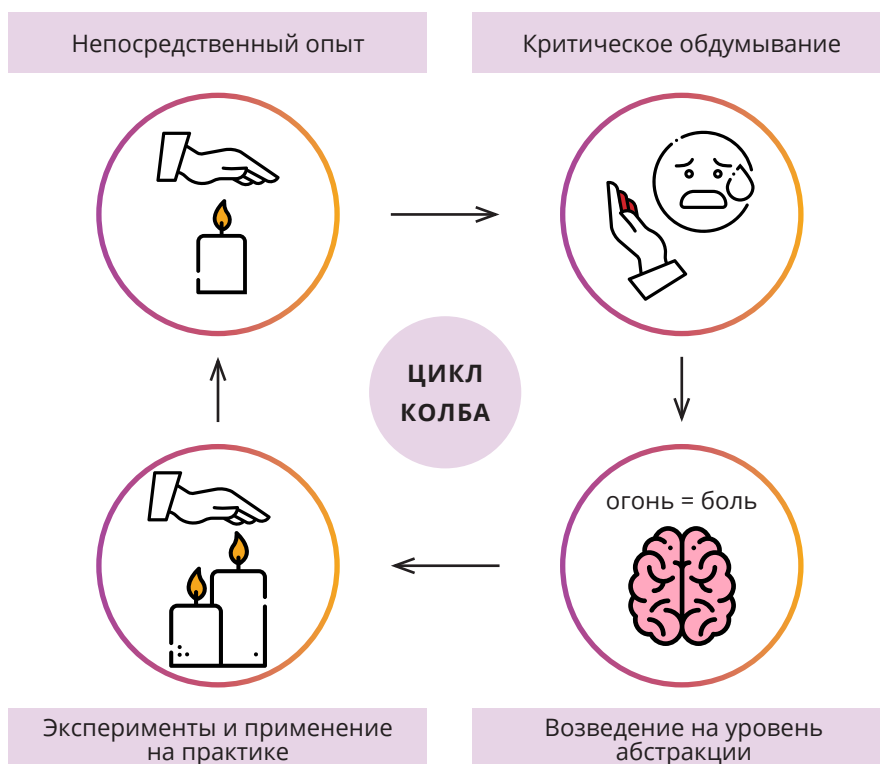 Непосредственный опыт
Критическое обдумывание
ЦИКЛ
КОЛБА
огонь = боль
Эксперименты и применение
на практике
Возведение на уровень
абстракции